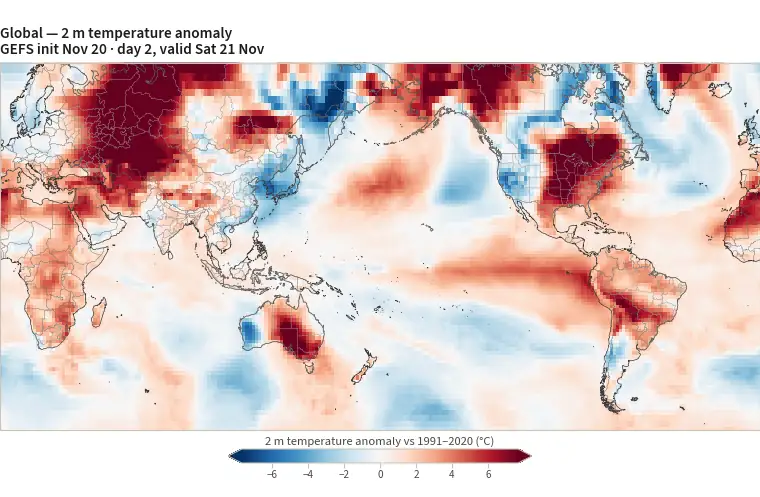 Global — 2 m temperature anomaly
GEFS init Nov 20 · day 2, valid Sat 21 Nov
2 m temperature anomaly vs 1991–2020 (°C)
−6 −4 −2 0 2 4 6